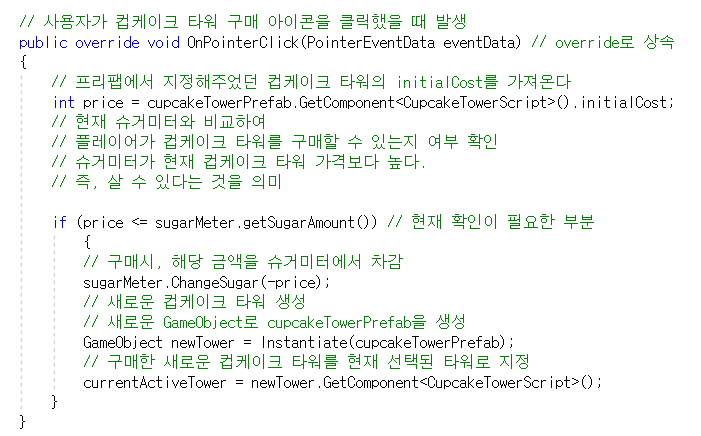 // 사용자가 컵케이크 타워 구매 아이콘을 클릭했을 때 발생
public override void OnPointerClick(PointerEventData eventData) // override로 상속
{
// 프리팹에서 지정해주었던 컵케이크 타워의 initialCost를 가져온다
int price = cupcakeTowerPrefab.GetComponent<CupcakeTowerScript>().initialCost;
// 현재 슈거미터와 비교하여
// 플레이어가 컵케이크 타워를 구매할 수 있는지 여부 확인
// 슈거미터가 현재 컵케이크 타워 가격보다 높다.
// 즉, 살 수 있다는 것을 의미
if (price <= sugarMeter.getSugarAmount()) // 현재 확인이 필요한 부분
{
// 구매시, 해당 금액을 슈거미터에서 차감
sugarMeter.ChangeSugar(-price);
// 새로운 컵케이크 타워 생성
// 새로운 GameObject로 cupcakeTowerPrefab을 생성
GameObject newTower = Instantiate(cupcakeTowerPrefab);
// 구매한 새로운 컵케이크 타워를 현재 선택된 타워로 지정
currentActiveTower = newTower.GetComponent<CupcakeTowerScript>();
}
}